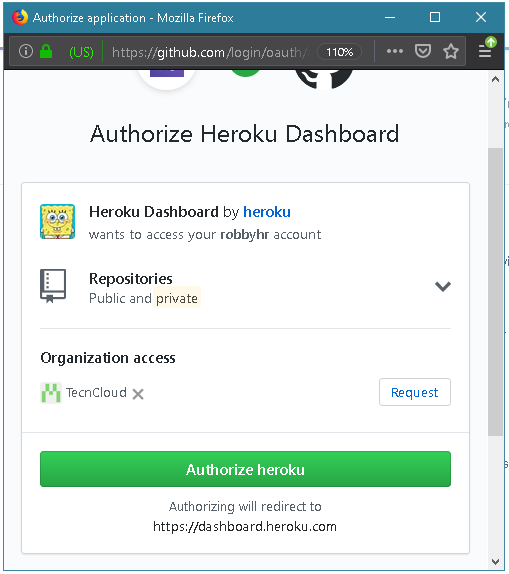 Authorize application - Mozilla Firefox
(US) https://github.com/login/oauth/ 110%
Authorize Heroku Dashboard
Heroku Dashboard by heroku
wants to access your robbyhr account
Repositories
Public and private
Organization access
TecnCloud
Request
Authorize heroku
Authorizing will redirect to
https://dashboard.heroku.com